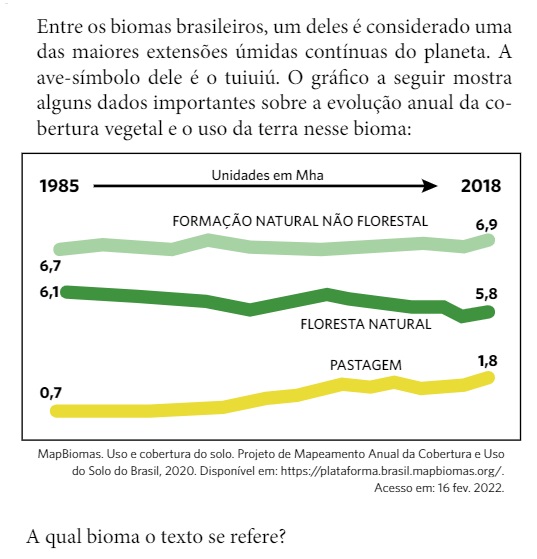 Entre os biomas brasileiros, um deles é considerado uma
das maiores extensões úmidas contínuas do planeta. A
ave-símbolo dele é o tuiuiú. O gráfico a seguir mostra
alguns dados importantes sobre a evolução anual da co-
bertura vegetal e o uso da terra nesse bioma:
Unidades em Mha
1985 2018
FORMAÇÃO NATURAL NÃO FLORESTAL 6,9
6,7
6,1 5,8
FLORESTA NATURAL
PASTAGEM 1,8
0,7
MapBiomas. Uso e cobertura do solo. Projeto de Mapeamento Anual da Cobertura e Uso
do Solo do Brasil, 2020. Disponível em: https://plataforma.brasil.mapbiomas.org/.
Acesso em: 16 fev. 2022.
A qual bioma o texto se refere?